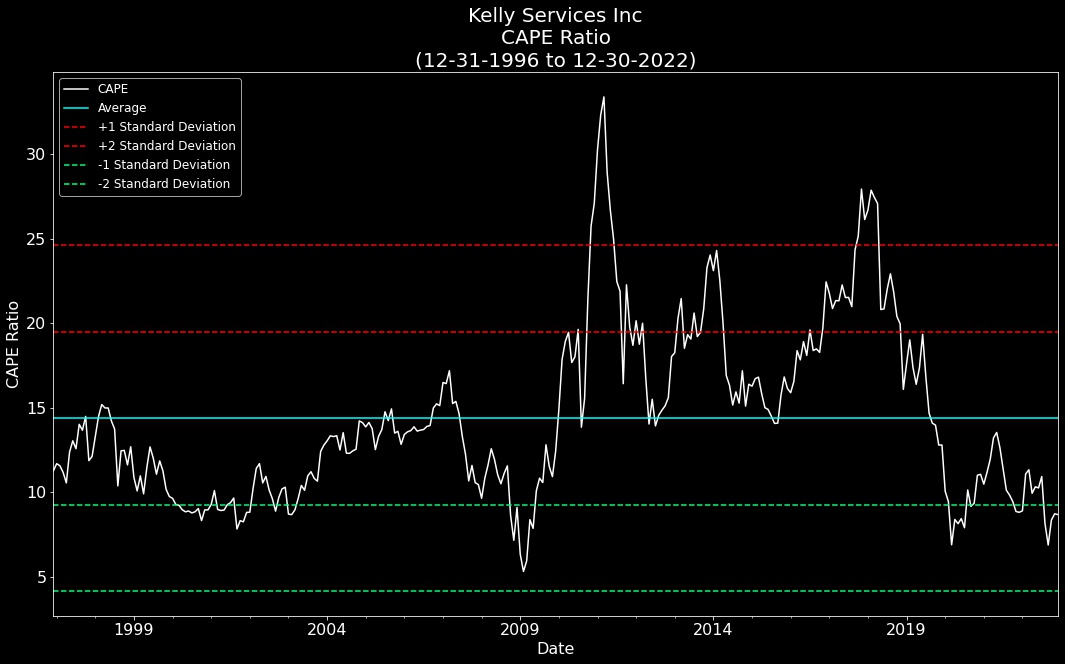 Kelly Services Inc
CAPE Ratio
(12-31-1996 to 12-30-2022)
CAPE
Average
+1 Standard Deviation
+2 Standard Deviation
-1 Standard Deviation
-2 Standard Deviation
CAPE Ratio
30
25
20
15
10
5
1999 2004 2009 2014 2019
Date